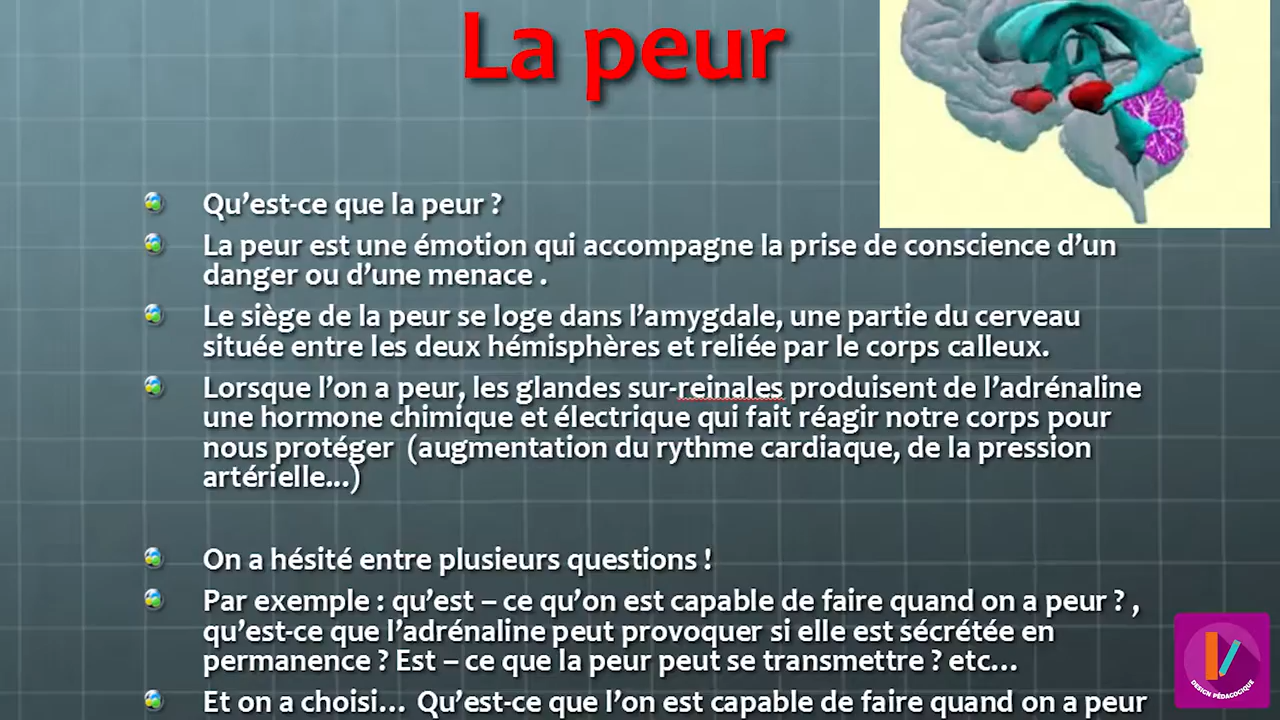 La peur
Qu’est-ce que la peur ?
La peur est une émotion qui accompagne la prise de conscience d’un
danger ou d’une menace .
Le siège de la peur se loge dans l’amygdale, une partie du cerveau
située entre les deux hémisphères et reliée par le corps calleux.
Lorsque l’on a peur, les glandes sur-reinales produisent de l’adrénaline
une hormone chimique et électrique qui fait réagir notre corps pour
nous protéger (augmentation du rythme cardiaque, de la pression
artérielle...)
On a hésité entre plusieurs questions !
Par exemple : qu’est – ce qu’on est capable de faire quand on a peur ? ,
qu’est-ce que l’adrénaline peut provoquer si elle est sécrétée en
permanence ? Est – ce que la peur peut se transmettre ? etc…
Et on a choisi… Qu’est-ce que l’on est capable de faire quand on a peur
DESIGN PÉDAGOGIQUE